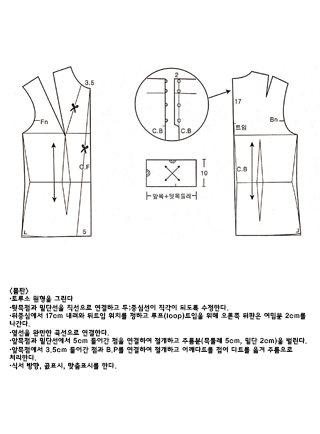 3.5
2
Fn
17
Bn
트임
C.B
C.B
10
C.F
C.B
앞목+뒷목둘레
5
<풀판>
·토루소 원형을 그린다
·뒷목점과 밑단선을 직선으로 연결하고 두;중심선이 직각이 되도록 수정한다.
·뒤중심에서 17cm 내려와 뒤트임 위치를 정하고 루프(loop)트임을 위해 오른쪽 뒤판은 여밈분 2cm를
나간다.
·옆선을 완만한 곡선으로 연결한다.
·앞목점과 밑단선에서 5cm 들어간 점을 연결하여 절개하고 주름분(목둘레 5cm, 밑단 2cm)을 벌린다.
·앞목점에서 3.5cm 들어간 점과 B.P를 연결하여 절개하고 어깨다트를 접어 다트를 옮겨 주름으로
처리한다.
·식서 방향, 골표시, 맞춤표시를 한다.